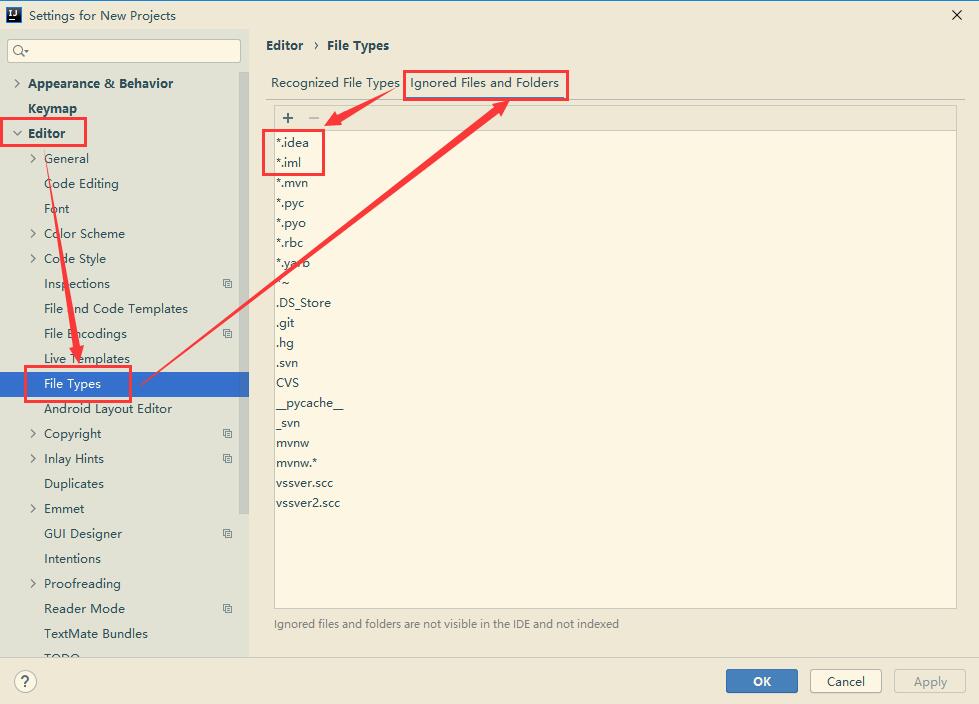 Settings for New Projects
Appearance & Behavior
Keymap
Editor
General
Code Editing
Font
Color Scheme
Code Style
Inspections
File and Code Templates
File Encodings
Live Templates
File Types
Android Layout Editor
Copyright
Inlay Hints
Duplicates
Emmet
GUI Designer
Intentions
Proofreading
Reader Mode
TextMate Bundles
TODO
Editor › File Types
Recognized File Types Ignored Files and Folders
*.idea
*.iml
*.mvn
*.pyc
*.pyo
*.rbc
*.yarb
*~
.DS_Store
.git
.hg
.svn
CVS
__pycache__
_svn
mvnw
mvnw.*
vssver.scc
vssver2.scc
Ignored files and folders are not visible in the IDE and not indexed
? OK Cancel Apply